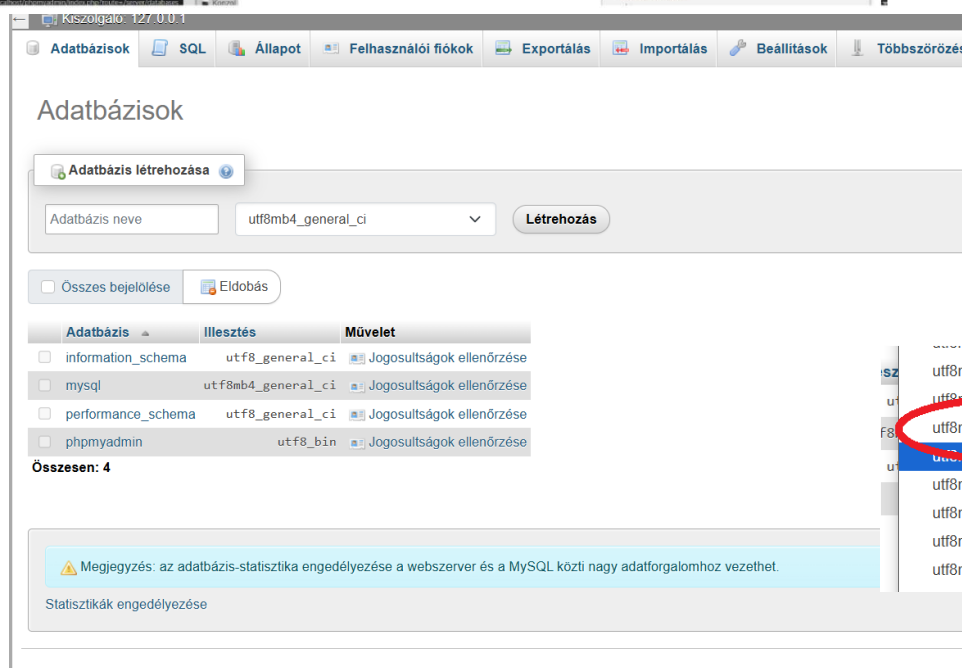 Kiszolgáló: 127.0.0.1
Adatbázisok SQL Állapot Felhasználói fiókok Exportálás Importálás Beállítások Többszörözés
Adatbázisok
Adatbázis létrehozása
Adatbázis neve utf8mb4_general_ci Létrehozás
Összes bejelölése Eldobás
Adatbázis Illesztés Művelet
information_schema utf8_general_ci Jogosultságok ellenőrzése
mysql utf8mb4_general_ci Jogosultságok ellenőrzése
performance_schema utf8_general_ci Jogosultságok ellenőrzése
phpmyadmin utf8_bin Jogosultságok ellenőrzése
Összesen: 4
Megjegyzés: az adatbázis-statisztika engedélyezése a webszerver és a MySQL közti nagy adatforgalomhoz vezethet.
Statisztikák engedélyezése